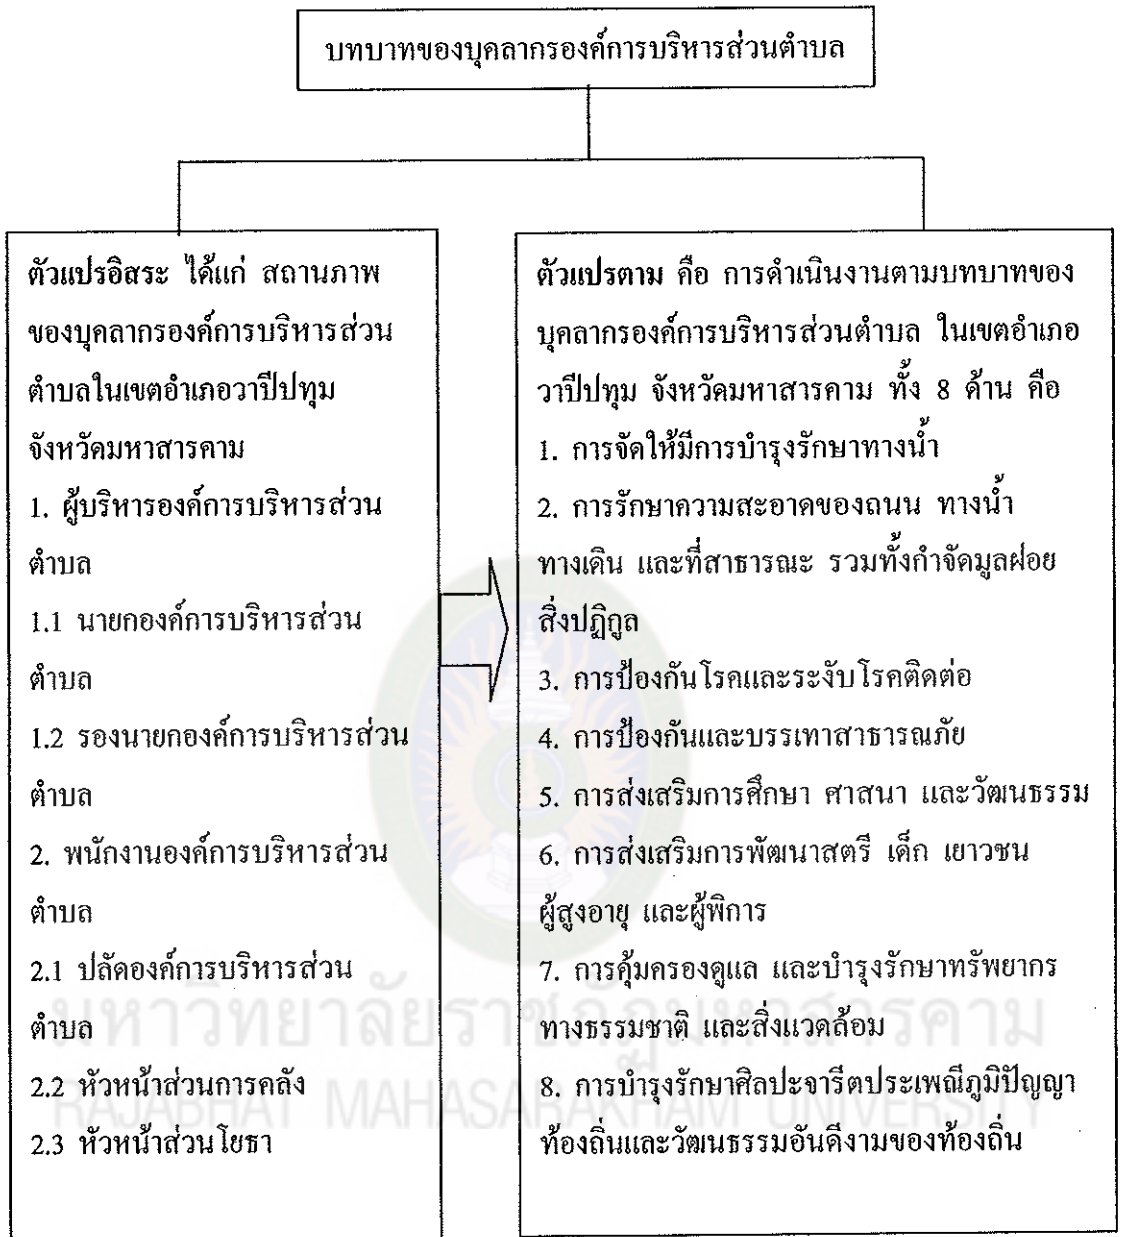 บทบาทของบุคลากรองค์การบริหารส่วนตำบล
ตัวแปรอิสระ ได้แก่ สถานภาพ
ของบุคลากรองค์การบริหารส่วน
ตำบลในเขตอำเภอวาปีปทุม
จังหวัดมหาสารคาม
1. ผู้บริหารองค์การบริหารส่วน
ตำบล
1.1 นายกองค์การบริหารส่วน
ตำบล
1.2 รองนายกองค์การบริหารส่วน
ตำบล
2. พนักงานองค์การบริหารส่วน
ตำบล
2.1 ปลัดองค์การบริหารส่วน
ตำบล
2.2 หัวหน้าส่วนการคลัง
2.3 หัวหน้าส่วนโยธา
ตัวแปรตาม คือ การดำเนินงานตามบทบาทของ
บุคลากรองค์การบริหารส่วนตำบล ในเขตอำเภอ
วาปีปทุม จังหวัดมหาสารคาม ทั้ง 8 ด้าน คือ
1. การจัดให้มีการบำรุงรักษาทางน้ำ
2. การรักษาความสะอาดของถนน ทางน้ำ
ทางเดิน และที่สาธารณะ รวมทั้งกำจัดมูลฝอย
สิ่งปฏิกูล
3. การป้องกันโรคและระงับโรคติดต่อ
4. การป้องกันและบรรเทาสาธารณภัย
5. การส่งเสริมการศึกษา ศาสนา และวัฒนธรรม
6. การส่งเสริมการพัฒนาสตรี เด็ก เยาวชน
ผู้สูงอายุ และผู้พิการ
7. การคุ้มครองดูแล และบำรุงรักษาทรัพยากร
ทางธรรมชาติ และสิ่งแวดล้อม
8. การบำรุงรักษาศิลปะจารีตประเพณีภูมิปัญญา
ท้องถิ่นและวัฒนธรรมอันดีงามของท้องถิ่น
มหาวิทยาลัยราชภัฏมหาสารคาม
RAJABHAT MAHASARAKHAM UNIVERSITY